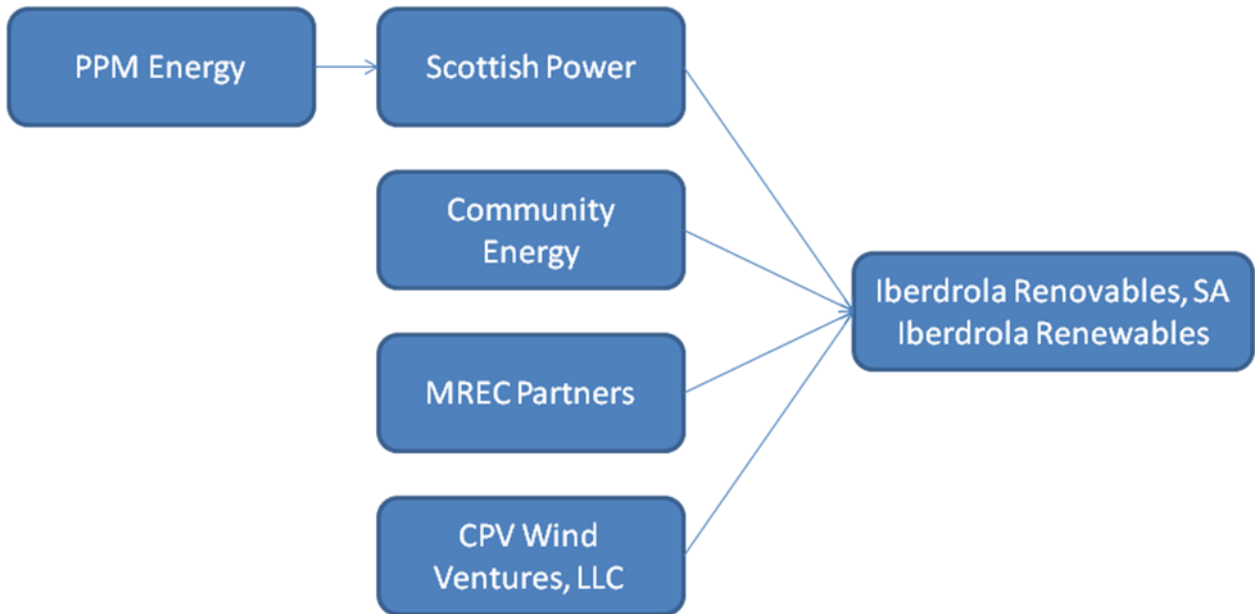 PPM Energy
Scottish Power
Community
Energy
MREC Partners
CPV Wind
Ventures, LLC
Iberdrola Renovables, SA
Iberdrola Renewables